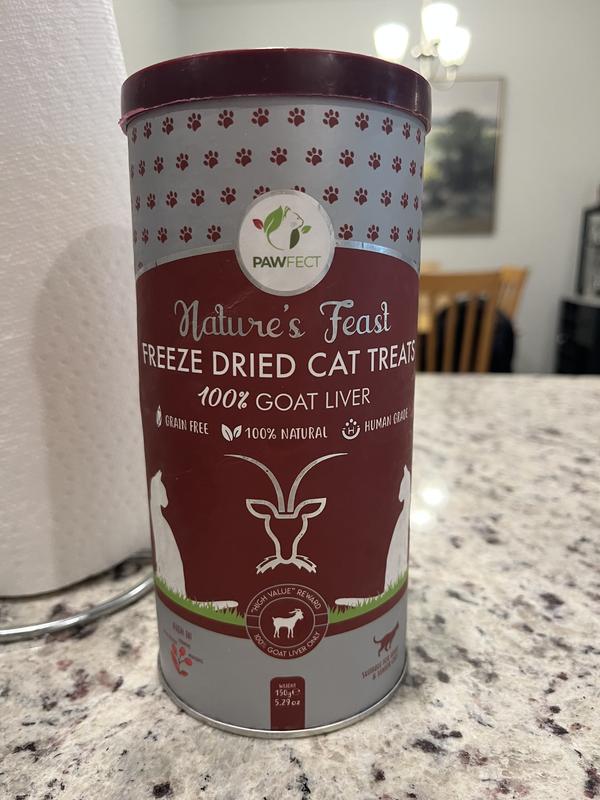 PAWFECT
Nature's Feast
FREEZE DRIED CAT TREATS
100% GOAT LIVER
GRAIN FREE
100% NATURAL
HUMAN GRADE
"HIGH VALUE" REWARD
100% GOAT LIVER ONLY
WEIGHT
150g℮
5.29oz